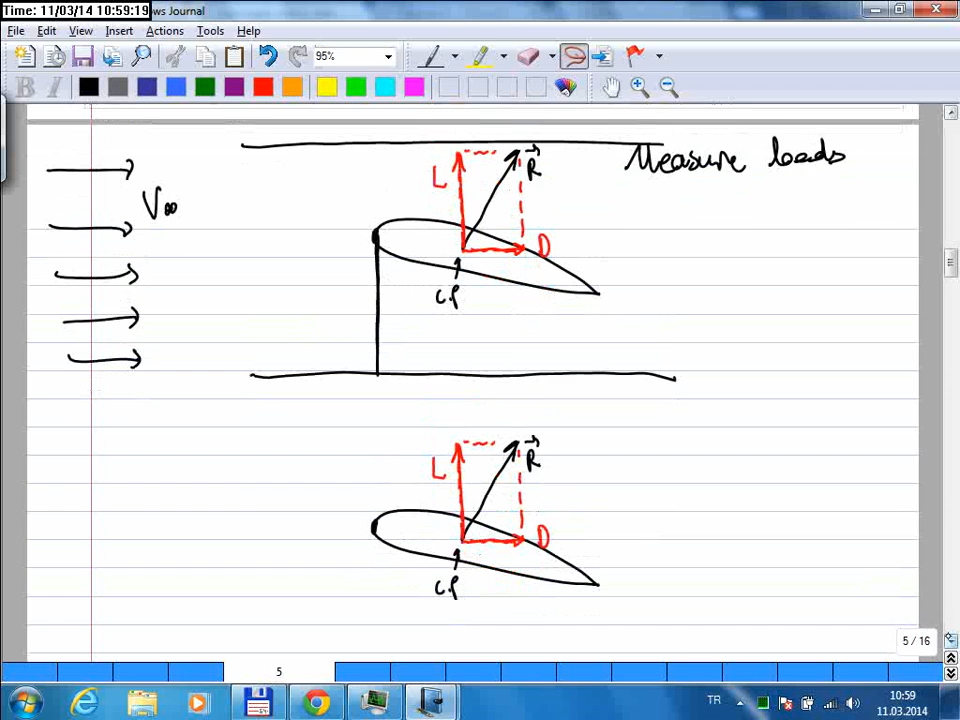 Time: 11/03/14 10:59:19
ws Journal
File Edit View Insert Actions Tools Help
95%
B I
Measure loads
V∞
L
R
D
C.P
L
R
D
C.P
5 / 16
5
TR
10:59
11.03.2014